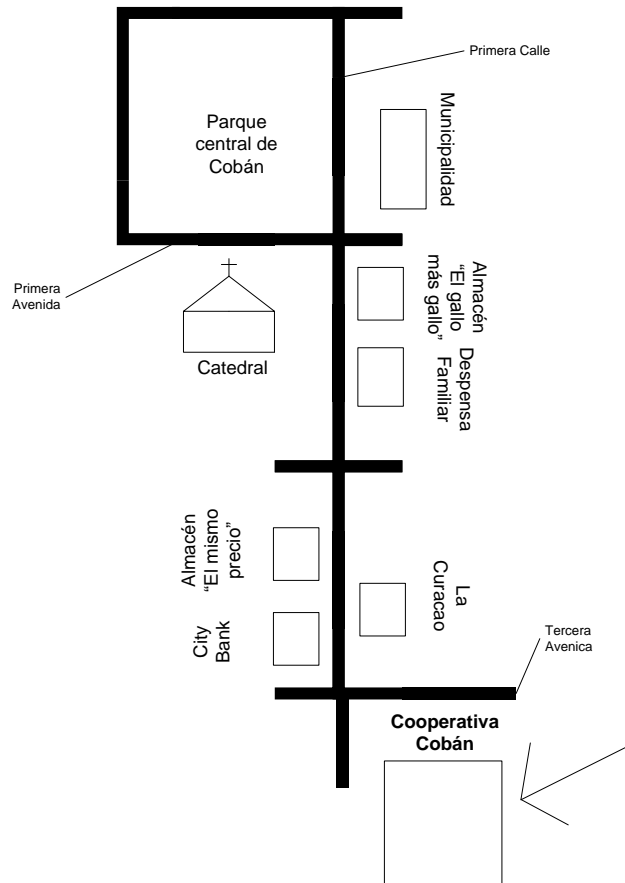 Primera Calle
Parque
central de
Cobán
Municipalidad
Primera
Avenida
Catedral
Almacén
“El gallo
más gallo”
Despensa
Familiar
Almacén
“El mismo
precio”
City
Bank
La
Curacao
Tercera
Avenica
Cooperativa
Cobán